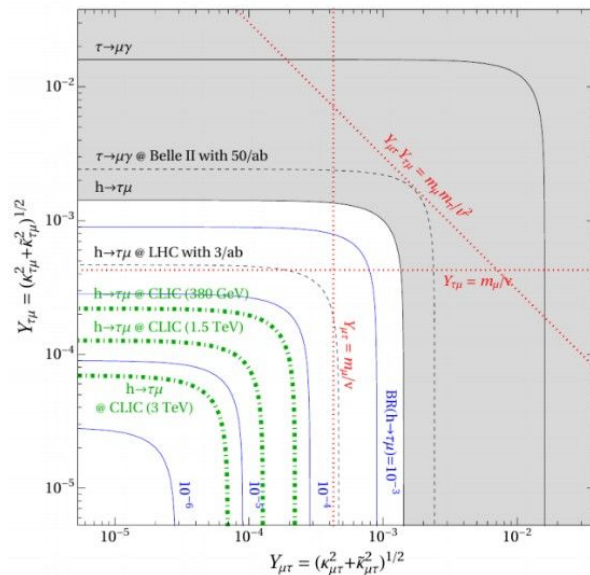 10⁻²
10⁻³
10⁻⁴
10⁻⁵
Y_τμ = (κ²_τμ+κ̃²_τμ)^1/2
τ→μγ
τ→μγ @ Belle II with 50/ab
h→τμ
h→τμ @ LHC with 3/ab
h→τμ @ CLIC (380 GeV)
h→τμ @ CLIC (1.5 TeV)
h→τμ
@ CLIC (3 TeV)
Y_μτ Y_τμ = m_μ m_τ/v²
Y_τμ = m_μ/v
Y_μτ = m_μ/v
BR(h→τμ)=10⁻³
10⁻⁴
10⁻⁵
10⁻⁶
10⁻⁵
10⁻⁴
10⁻³
10⁻²
Y_μτ = (κ²_μτ+κ̃²_μτ)^1/2